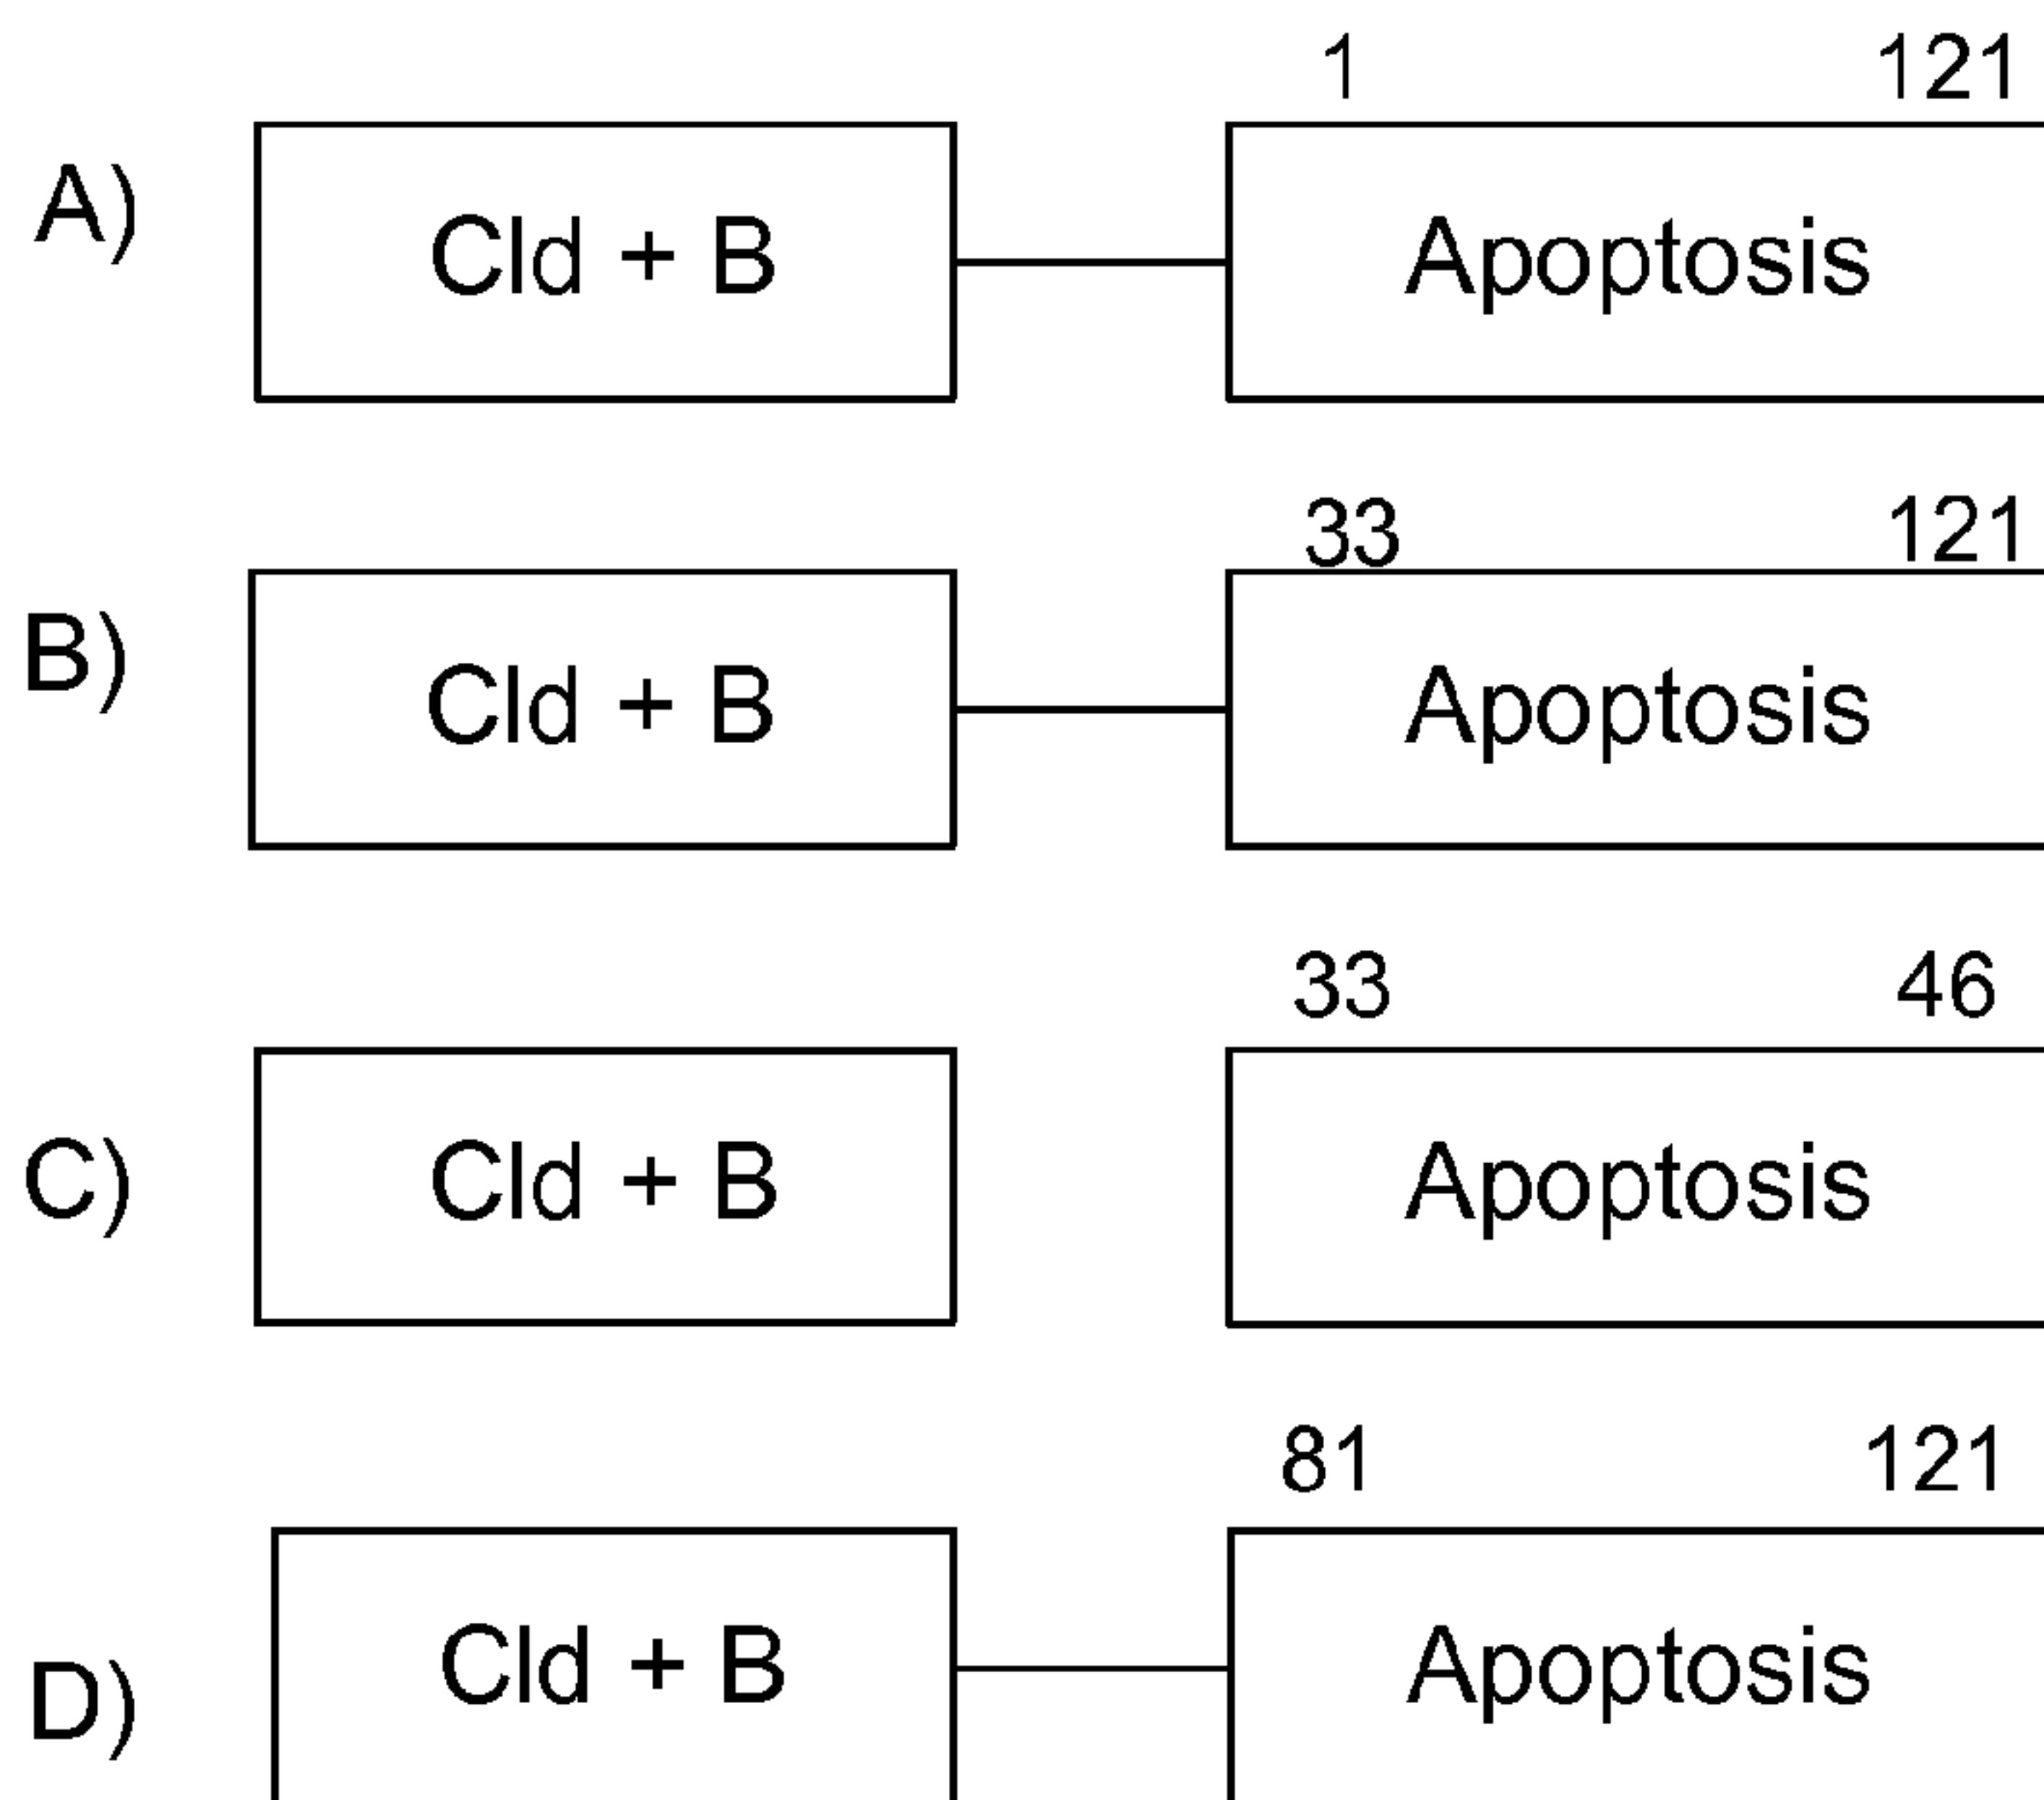 1 121
A) Cld + B Apoptosis
33 121
B) Cld + B Apoptosis
33 46
C) Cld + B Apoptosis
81 121
D) Cld + B Apoptosis